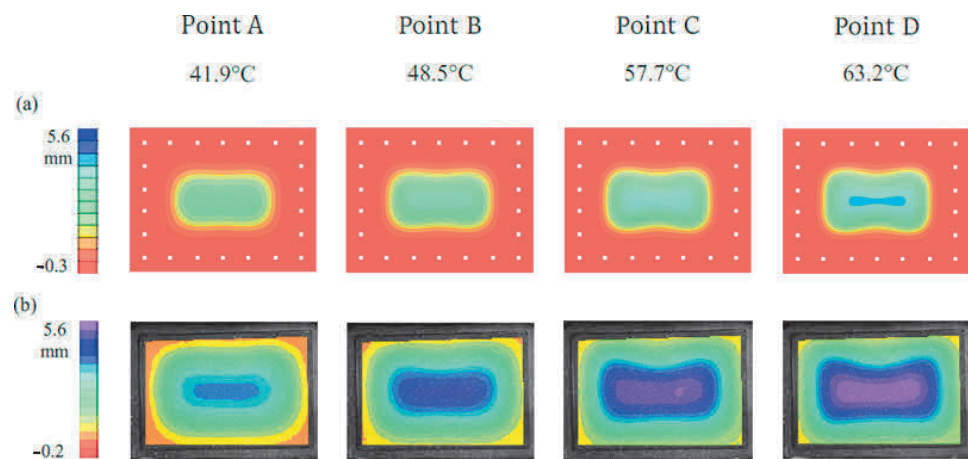 Point A Point B Point C Point D
41.9°C 48.5°C 57.7°C 63.2°C
(a)
5.6
mm
−0.3
(b)
5.6
mm
−0.2